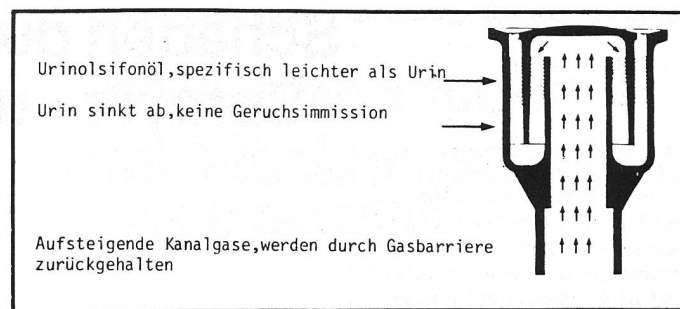 Urinolsifonöl,spezifisch leichter als Urin
Urin sinkt ab,keine Geruchsimmission
Aufsteigende Kanalgase,werden durch Gasbarriere
zurückgehalten